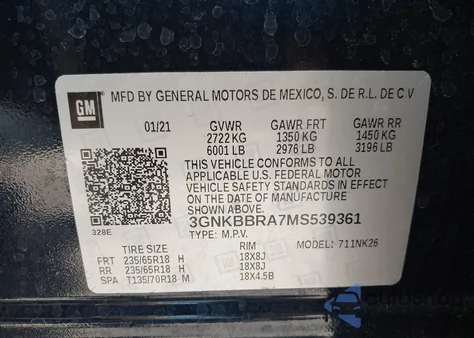 GM
MFD BY GENERAL MOTORS DE MEXICO, S. DE R.L. DE C V
01/21 GVWR GAWR FRT GAWR RR
2722 KG 1350 KG 1450 KG
6001 LB 2976 LB 3196 LB
THIS VEHICLE CONFORMS TO ALL
APPLICABLE U.S. FEDERAL MOTOR
VEHICLE SAFETY STANDARDS IN EFFECT
ON THE DATE OF MANUFACTURE SHOWN ABOVE.
3GNKBBRA7MS539361
328E TYPE: M.P.V. MODEL: 711NK26
TIRE SIZE RIM
FRT 235/65R18 H 18X8J
RR 235/65R18 H 18X8J
SPA T135/70R18 M 18X4.5B